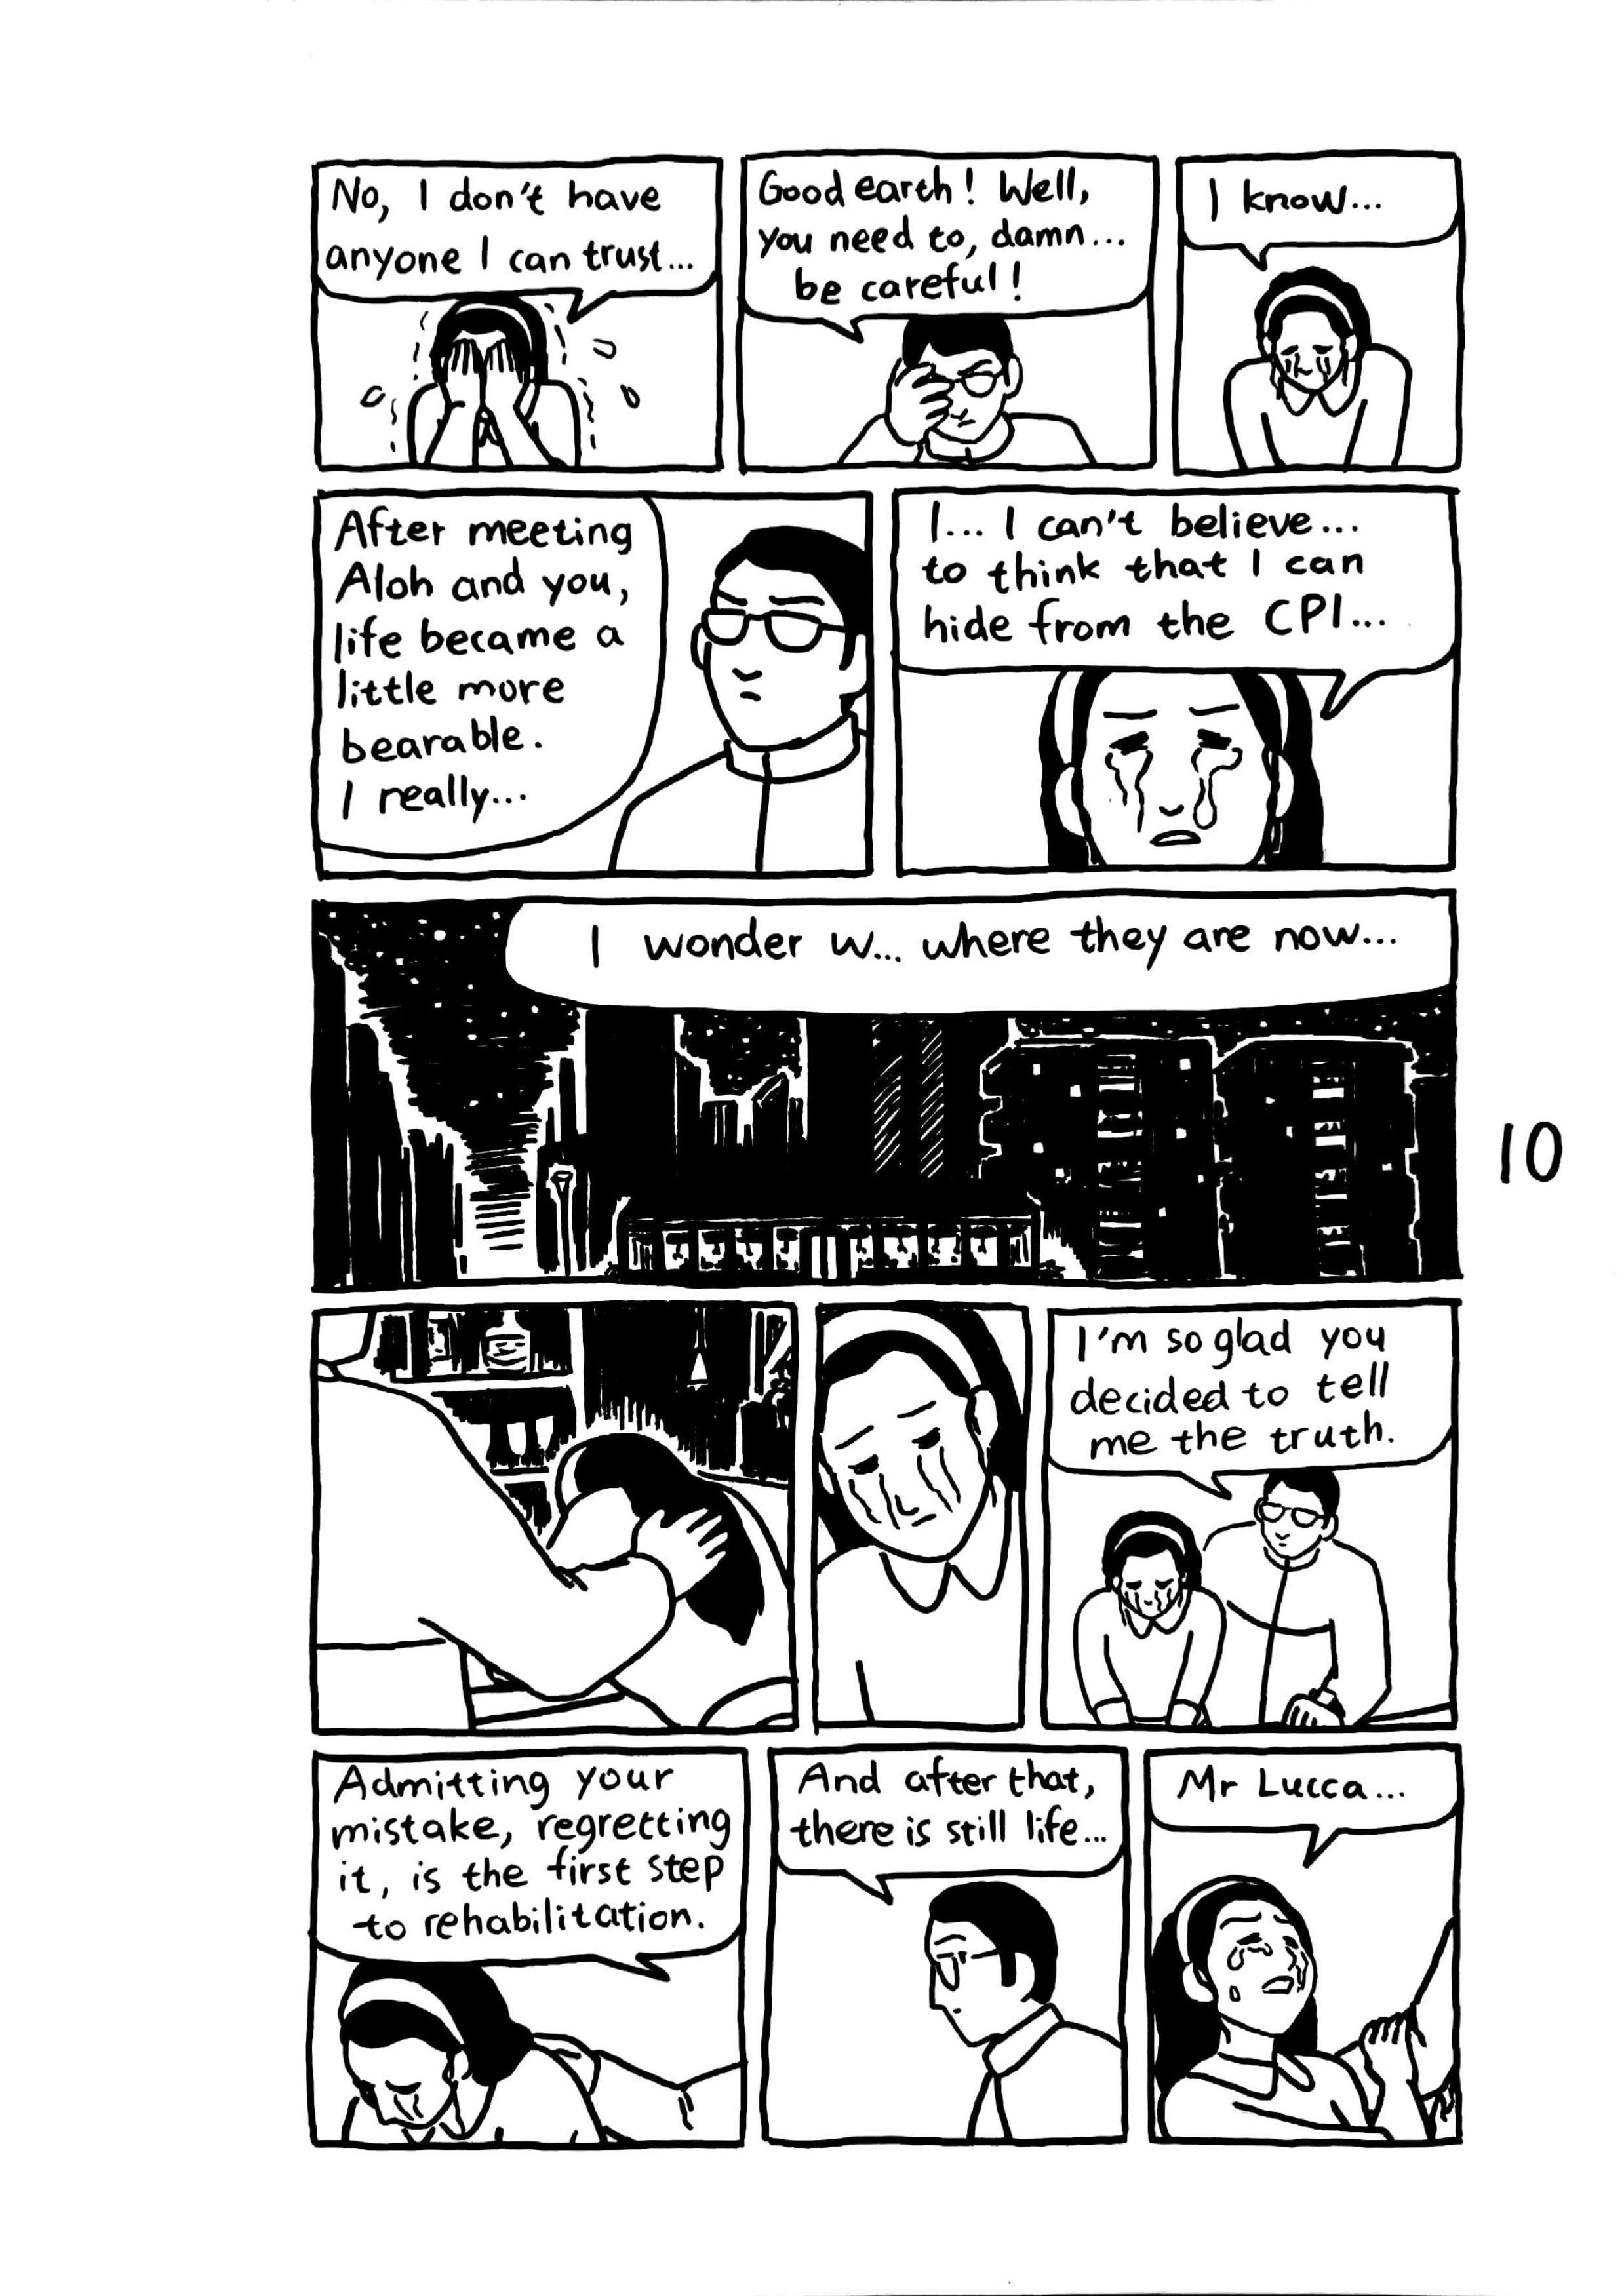 No, I don't have
anyone I can trust...
Good earth! Well,
you need to, damn...
be careful!
I know...
After meeting
Aloh and you,
life became a
little more
bearable.
I really...
I... I can't believe...
to think that I can
hide from the CPI...
I wonder w... where they are now...
10
I'm so glad you
decided to tell
me the truth.
Admitting your
mistake, regretting
it, is the first step
to rehabilitation.
And after that,
there is still life...
Mr Lucca...